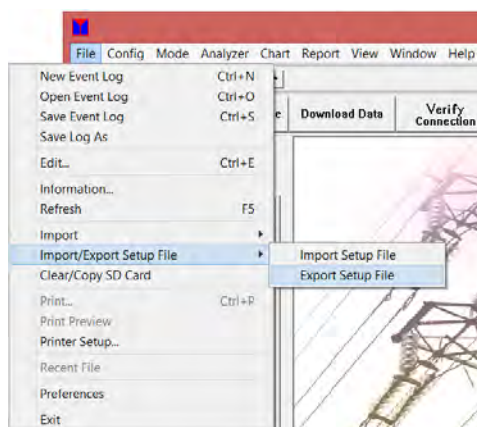 File Config Mode Analyzer Chart Report View Window Help
New Event Log Ctrl+N
Open Event Log Ctrl+O
Save Event Log Ctrl+S
Save Log As
Edit... Ctrl+E
Information...
Refresh F5
Import
Import/Export Setup File
Clear/Copy SD Card
Print... Ctrl+P
Print Preview
Printer Setup...
Recent File
Preferences
Exit
Import Setup File
Export Setup File
Download Data
Verify
Connection